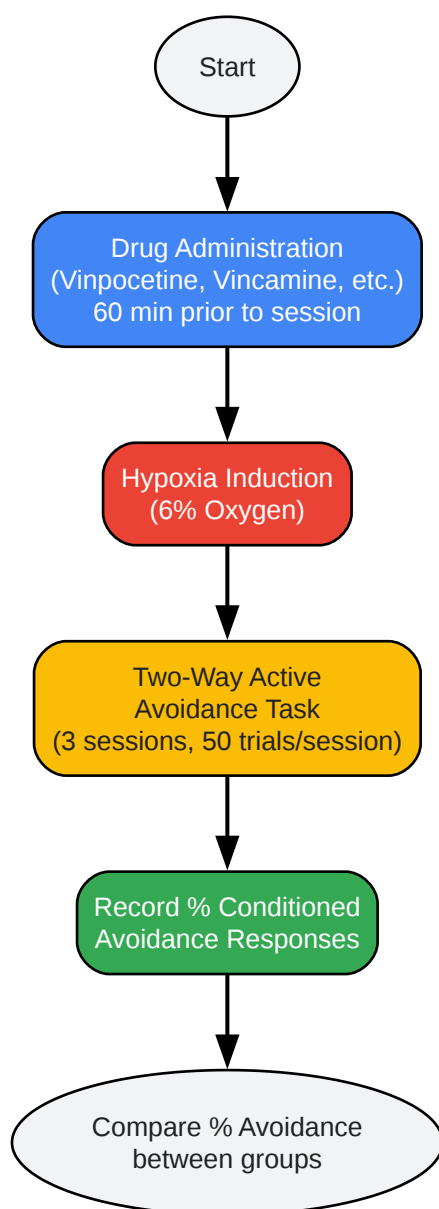 Start
Drug Administration
(Vinpocetine, Vincamine, etc.)
60 min prior to session
Hypoxia Induction
(6% Oxygen)
Two-Way Active
Avoidance Task
(3 sessions, 50 trials/session)
Record % Conditioned
Avoidance Responses
Compare % Avoidance
between groups